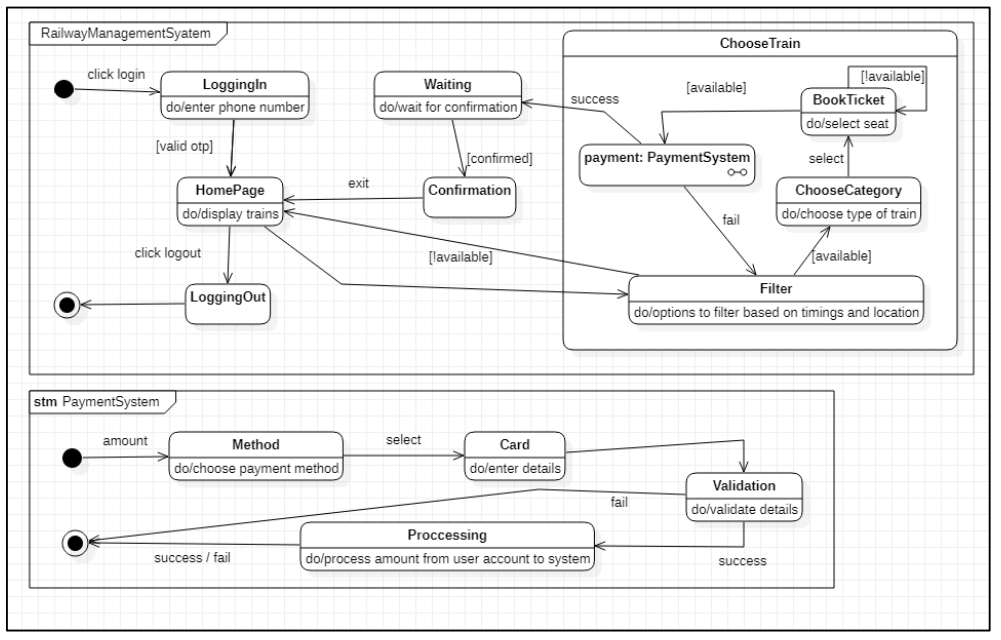 RailwayManagementSyatem
ChooseTrain
click login
LoggingIn
do/enter phone number
Waiting
do/wait for confirmation
success
[available]
[!available]
BookTicket
do/select seat
[valid otp]
[confirmed]
payment: PaymentSystem
select
HomePage
do/display trains
exit
Confirmation
ChooseCategory
do/choose type of train
fail
click logout
[!available]
[available]
LoggingOut
Filter
do/options to filter based on timings and location
stm PaymentSystem
amount
Method
do/choose payment method
select
Card
do/enter details
Validation
do/validate details
fail
Proccessing
do/process amount from user account to system
success / fail
success